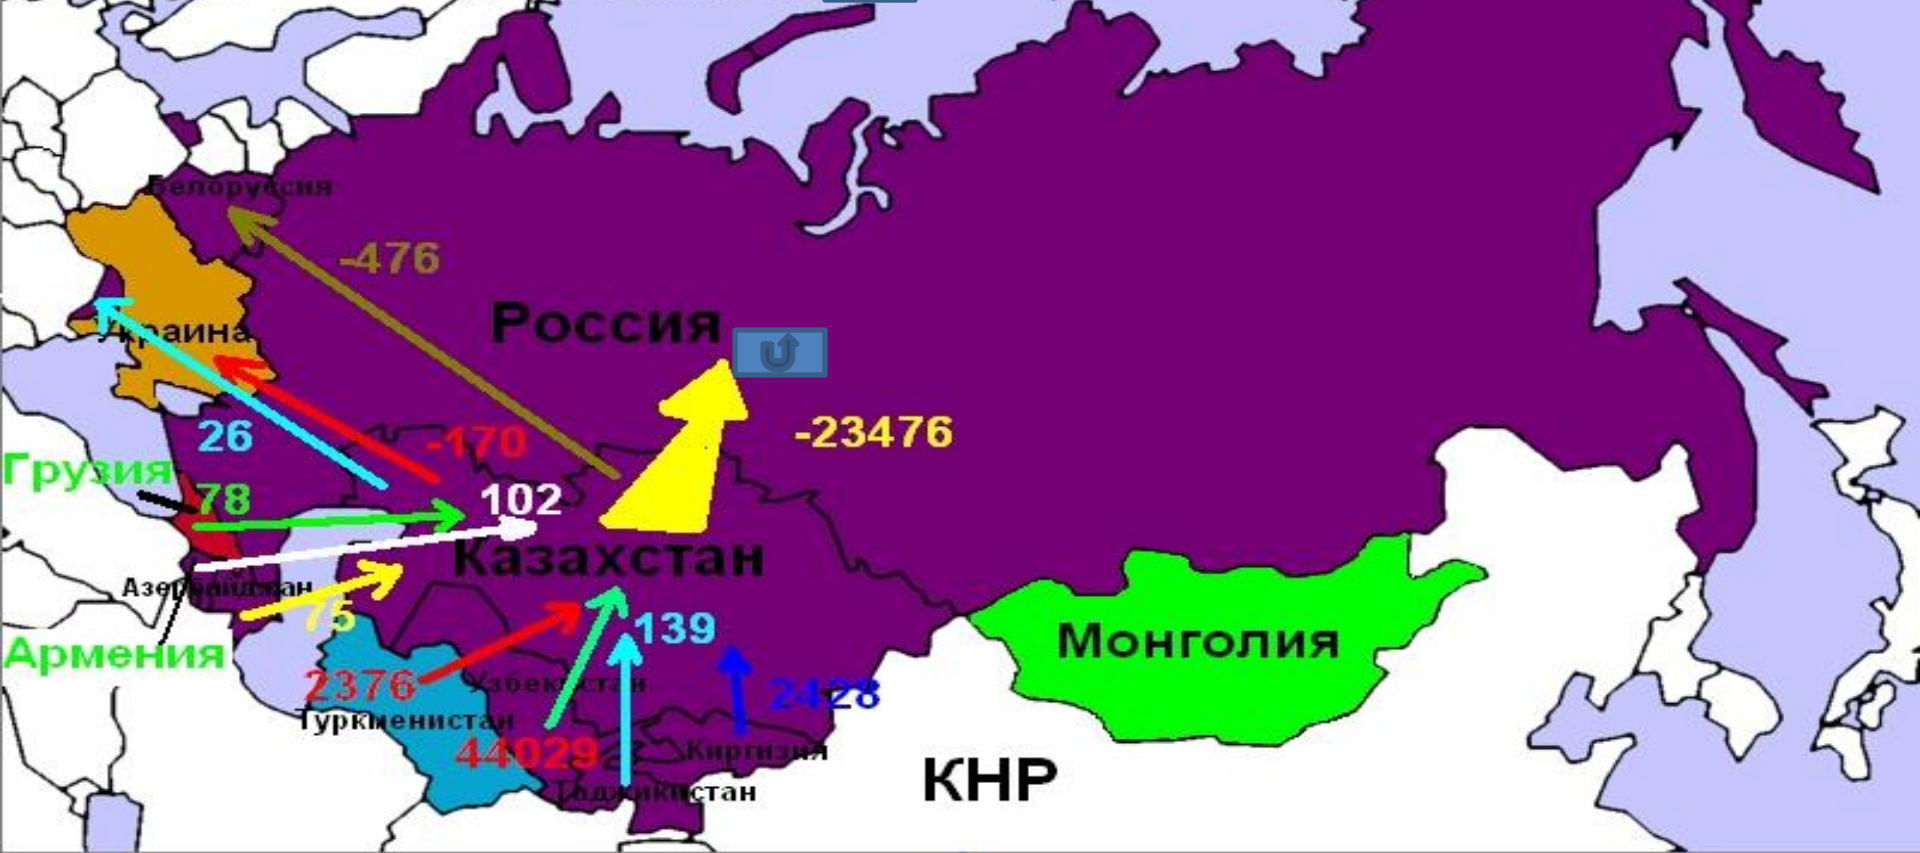 Белоруссия
-476
Россия
Украина
-23476
26
-170
Грузия
78
102
Казахстан
Азербайджан
75
139
Монголия
Армения
2376
Узбекистан
2428
Туркменистан
44029
Киргизия
КНР
Таджикистан